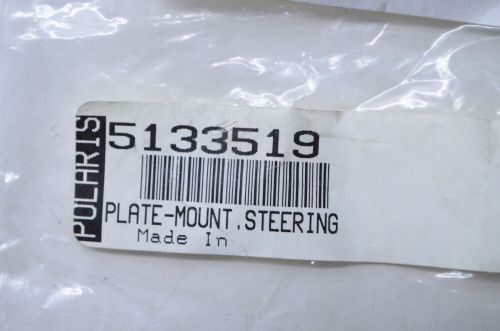 POLARIS
5133519
PLATE-MOUNT,STEERING
Made In